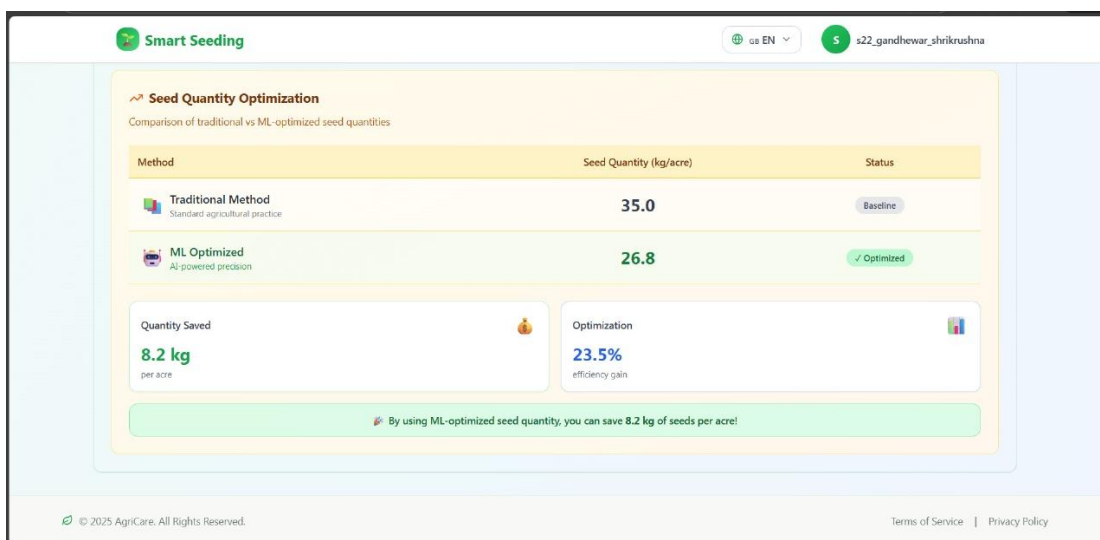 Smart Seeding
GB EN
S
s22_gandhewar_shrikrushna
Seed Quantity Optimization
Comparison of traditional vs ML-optimized seed quantities
Method Seed Quantity (kg/acre) Status
Traditional Method
Standard agricultural practice
35.0
Baseline
ML Optimized
AI-powered precision
26.8
✓ Optimized
Quantity Saved
8.2 kg
per acre
Optimization
23.5%
efficiency gain
By using ML-optimized seed quantity, you can save 8.2 kg of seeds per acre!
© 2025 AgriCare. All Rights Reserved.
Terms of Service | Privacy Policy